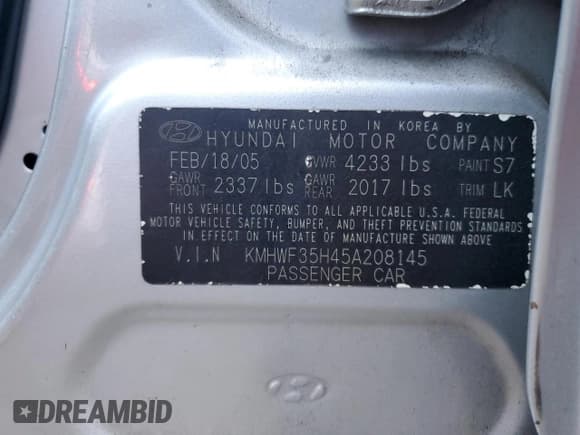 MANUFACTURED IN KOREA BY
HYUNDAI MOTOR COMPANY
FEB/18/05 GVWR 4233 lbs PAINT S7
GAWR FRONT 2337 lbs GAWR REAR 2017 lbs TRIM LK
THIS VEHICLE CONFORMS TO ALL APPLICABLE U.S.A. FEDERAL
MOTOR VEHICLE SAFETY, BUMPER, AND THEFT PREVENTION STANDARDS
IN EFFECT ON THE DATE OF MANUFACTURE SHOWN ABOVE
V.I.N KMHWF35H45A208145
PASSENGER CAR
DREAMBID